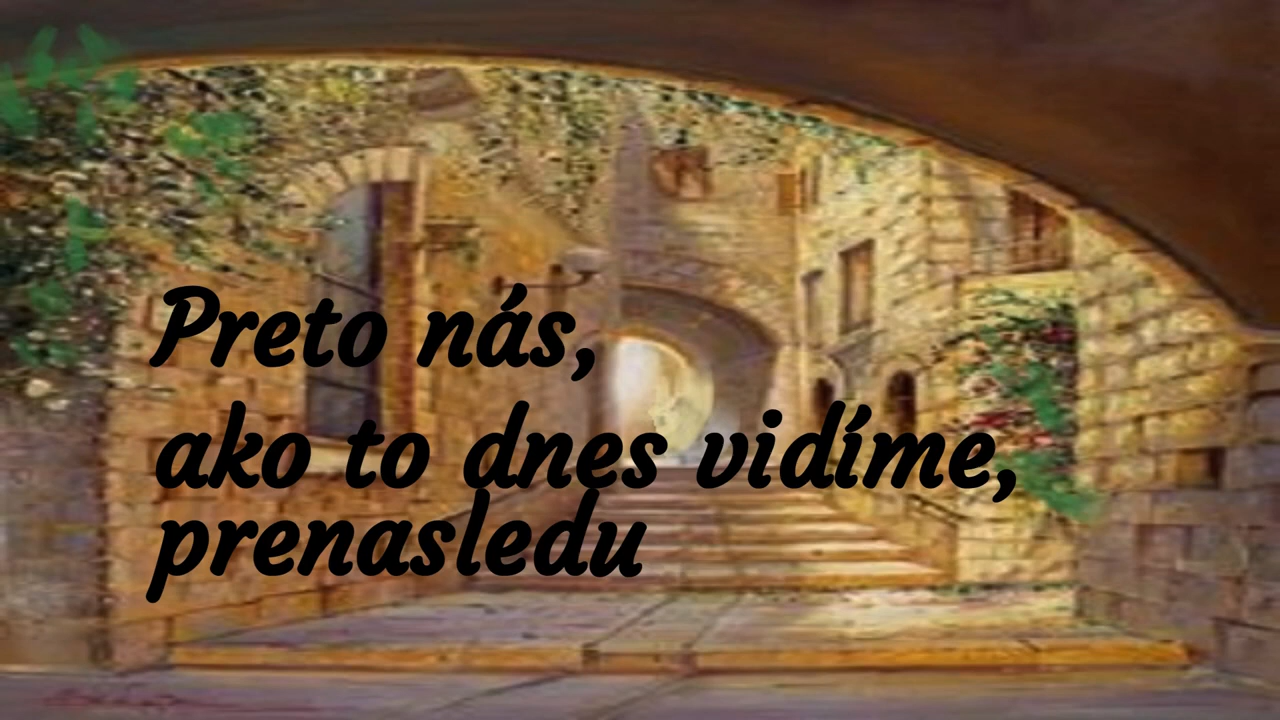 Preto nás,
ako to dnes vidíme,
prenasledu